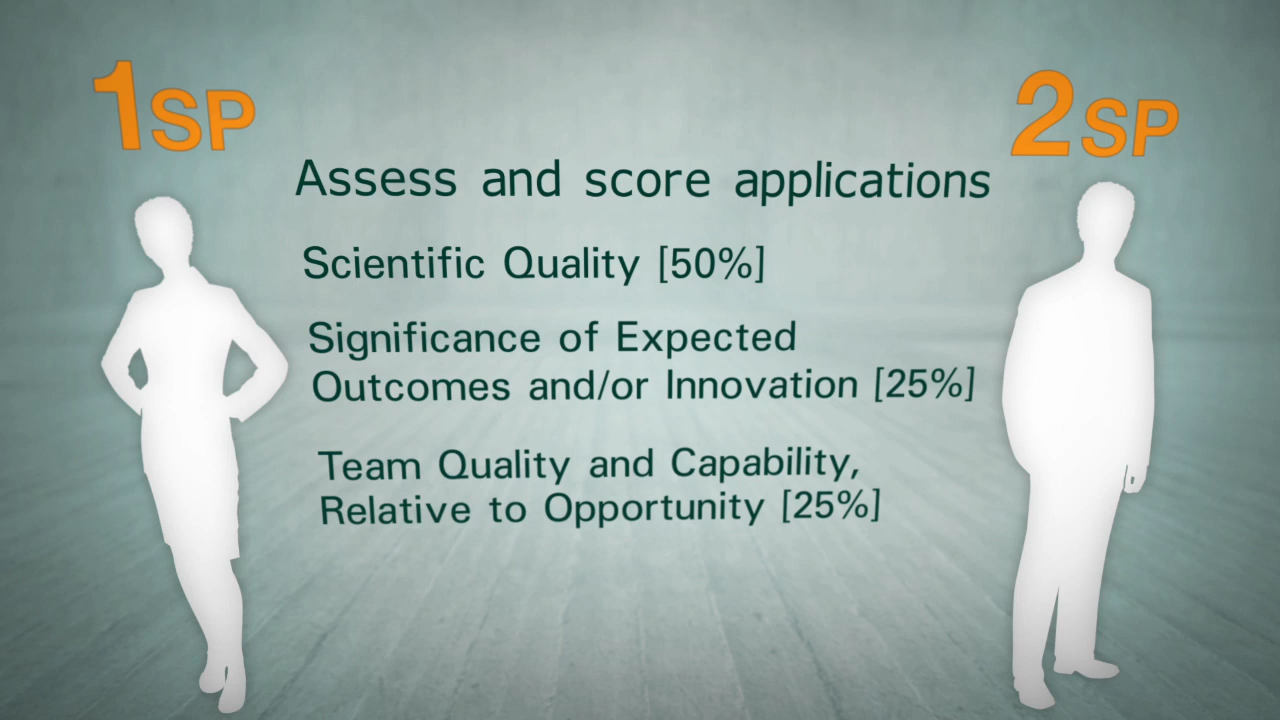 1SP
2SP
Assess and score applications
Scientific Quality [50%]
Significance of Expected
Outcomes and/or Innovation [25%]
Team Quality and Capability,
Relative to Opportunity [25%]